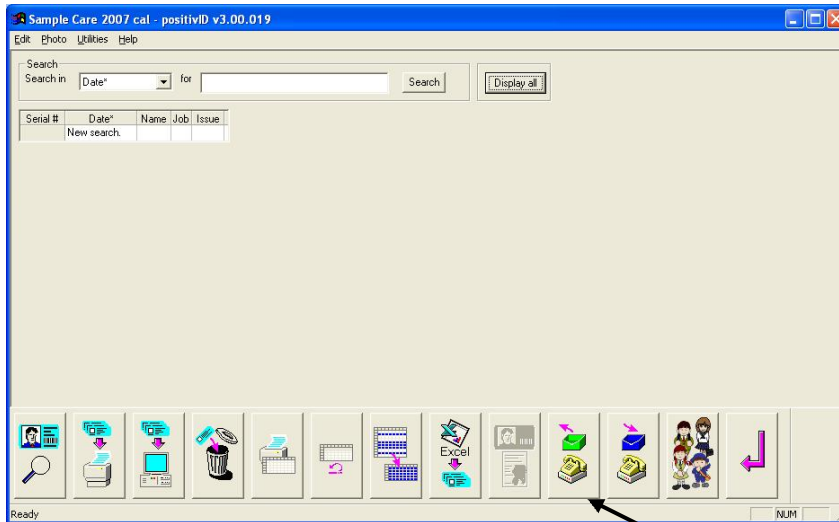 Sample Care 2007 cal - positivID v3.00.019
Edit Photo Utilities Help
Search
Search in Date* for Search Display all
Serial # Date* Name Job Issue
New search.
Excel
Ready NUM